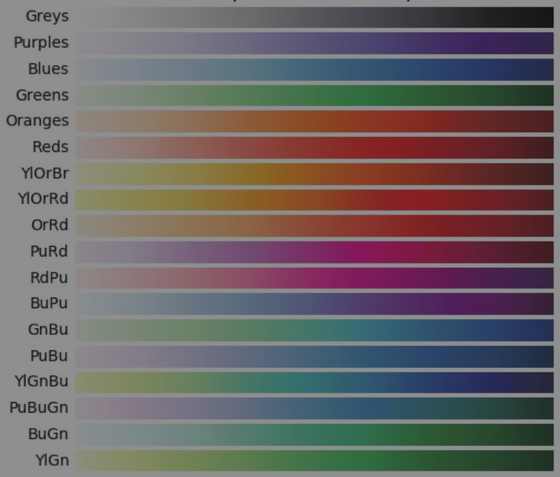 Greys
Purples
Blues
Greens
Oranges
Reds
YlOrBr
YlOrRd
OrRd
PuRd
RdPu
BuPu
GnBu
PuBu
YlGnBu
PuBuGn
BuGn
YlGn